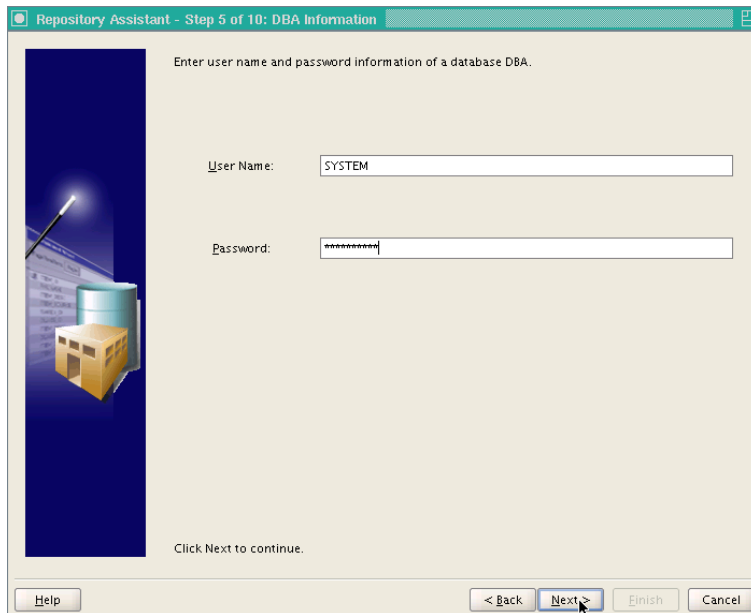 Repository Assistant - Step 5 of 10: DBA Information
Enter user name and password information of a database DBA.
User Name: SYSTEM
Password: **********
Click Next to continue.
Help < Back Next > Finish Cancel